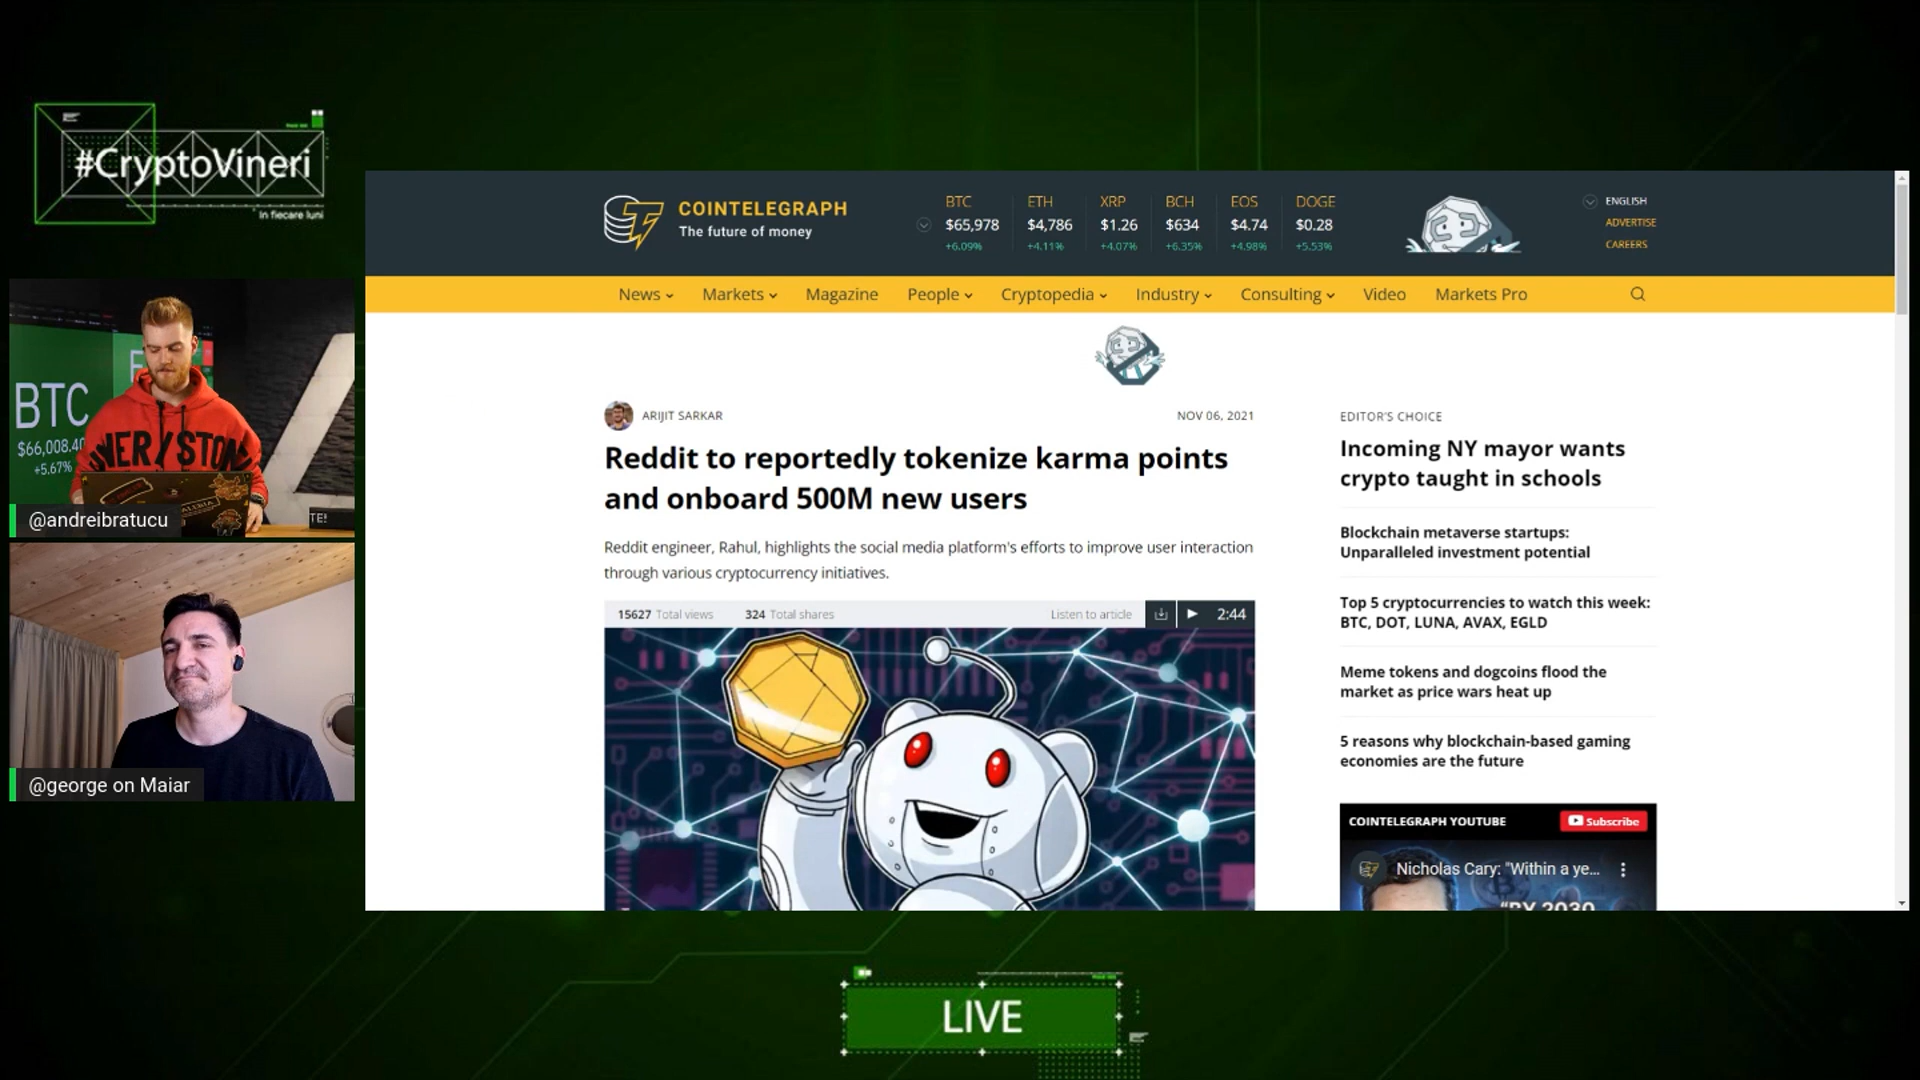 #CryptoVineri
în fiecare luni
BTC
$66,008.40
+5.67%
@andreibratucu
@george on Maiar
COINTELEGRAPH
The future of money
BTC ETH XRP BCH EOS DOGE
$65,978 $4,786 $1.26 $634 $4.74 $0.28
+6.09% +4.11% +4.07% +6.35% +4.98% +5.53%
ENGLISH
ADVERTISE
CAREERS
News Markets Magazine People Cryptopedia Industry Consulting Video Markets Pro
ARIJIT SARKAR NOV 06, 2021
Reddit to reportedly tokenize karma points
and onboard 500M new users
Reddit engineer, Rahul, highlights the social media platform's efforts to improve user interaction
through various cryptocurrency initiatives.
15627 Total views 324 Total shares Listen to article 2:44
EDITOR'S CHOICE
Incoming NY mayor wants
crypto taught in schools
Blockchain metaverse startups:
Unparalleled investment potential
Top 5 cryptocurrencies to watch this week:
BTC, DOT, LUNA, AVAX, EGLD
Meme tokens and dogcoins flood the
market as price wars heat up
5 reasons why blockchain-based gaming
economies are the future
COINTELEGRAPH YOUTUBE Subscribe
Nicholas Cary: "Within a ye...
"BY 2030
LIVE